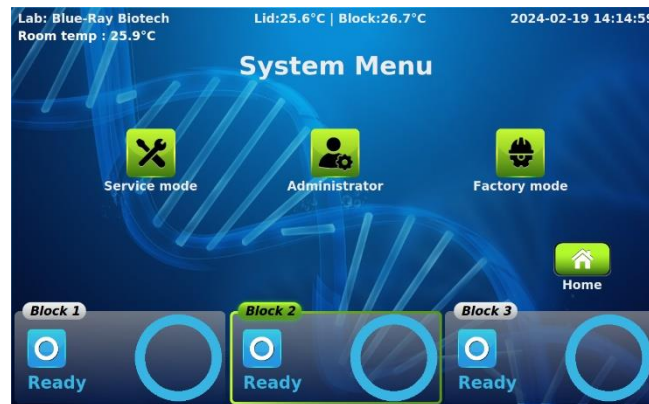 Lab: Blue-Ray Biotech Lid:25.6°C | Block:26.7°C 2024-02-19 14:14:59
Room temp : 25.9°C
System Menu
Service mode Administrator Factory mode
Home
Block 1 Block 2 Block 3
Ready Ready Ready